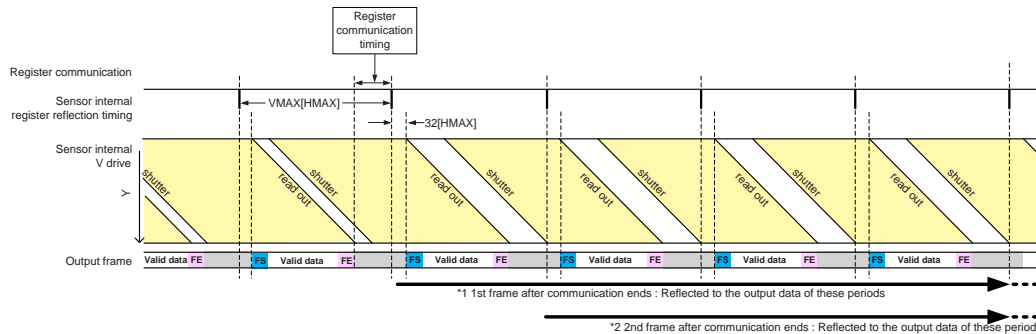 Register
communication
timing
Register communication
Sensor internal
register reflection timing
VMAX[HMAX]
32[HMAX]
Sensor internal
V drive
Y
shutter
read out
shutter
read out
shutter
read out
shutter
read out
shutter
read out
shutter
Output frame
Valid data FE FS Valid data FE FS Valid data FE FS Valid data FE FS Valid data FE FS Valid data FE
*1 1st frame after communication ends : Reflected to the output data of these periods
*2 2nd frame after communication ends : Reflected to the output data of these period